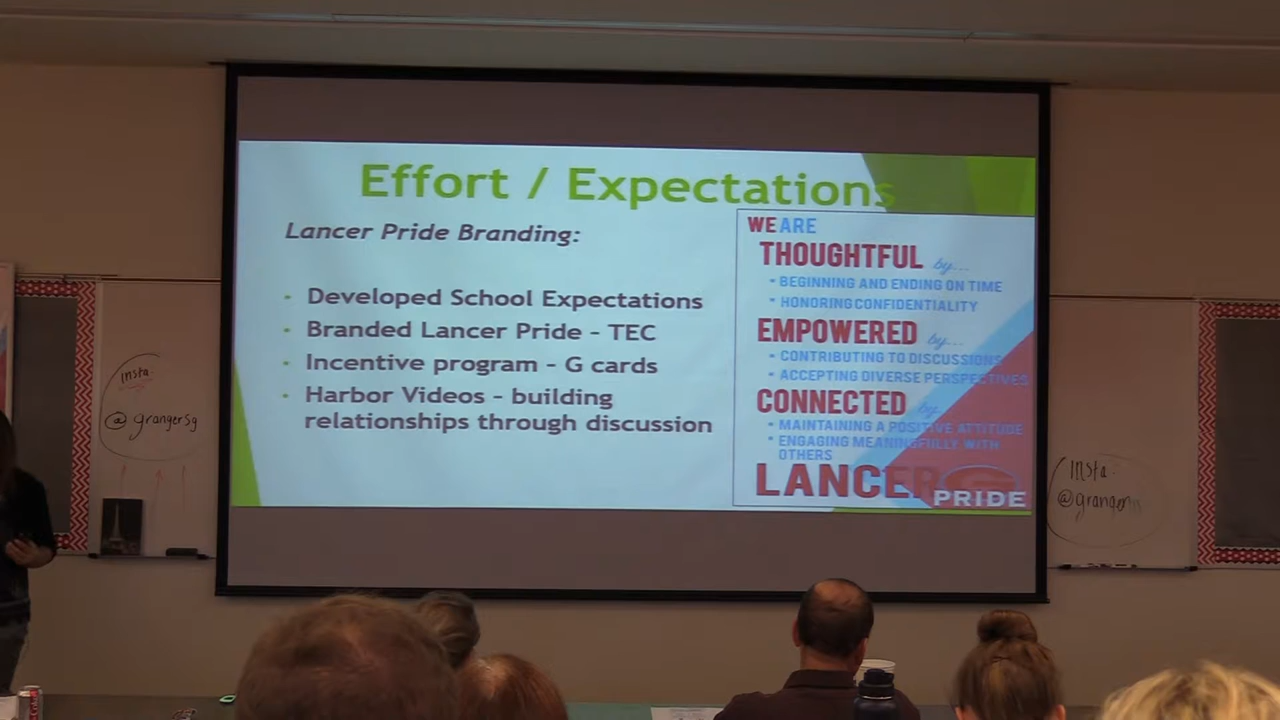 Effort / Expectations
Lancer Pride Branding:
Developed School Expectations
Branded Lancer Pride - TEC
Incentive program - G cards
Harbor Videos - building
relationships through discussion
WE ARE
THOUGHTFUL by...
BEGINNING AND ENDING ON TIME
HONORING CONFIDENTIALITY
EMPOWERED by...
CONTRIBUTING TO DISCUSSIONS
ACCEPTING DIVERSE PERSPECTIVES
CONNECTED by...
MAINTAINING A POSITIVE ATTITUDE
ENGAGING MEANINGFULLY WITH
OTHERS
LANCER G
PRIDE
Insta-
@grangersg
Insta-